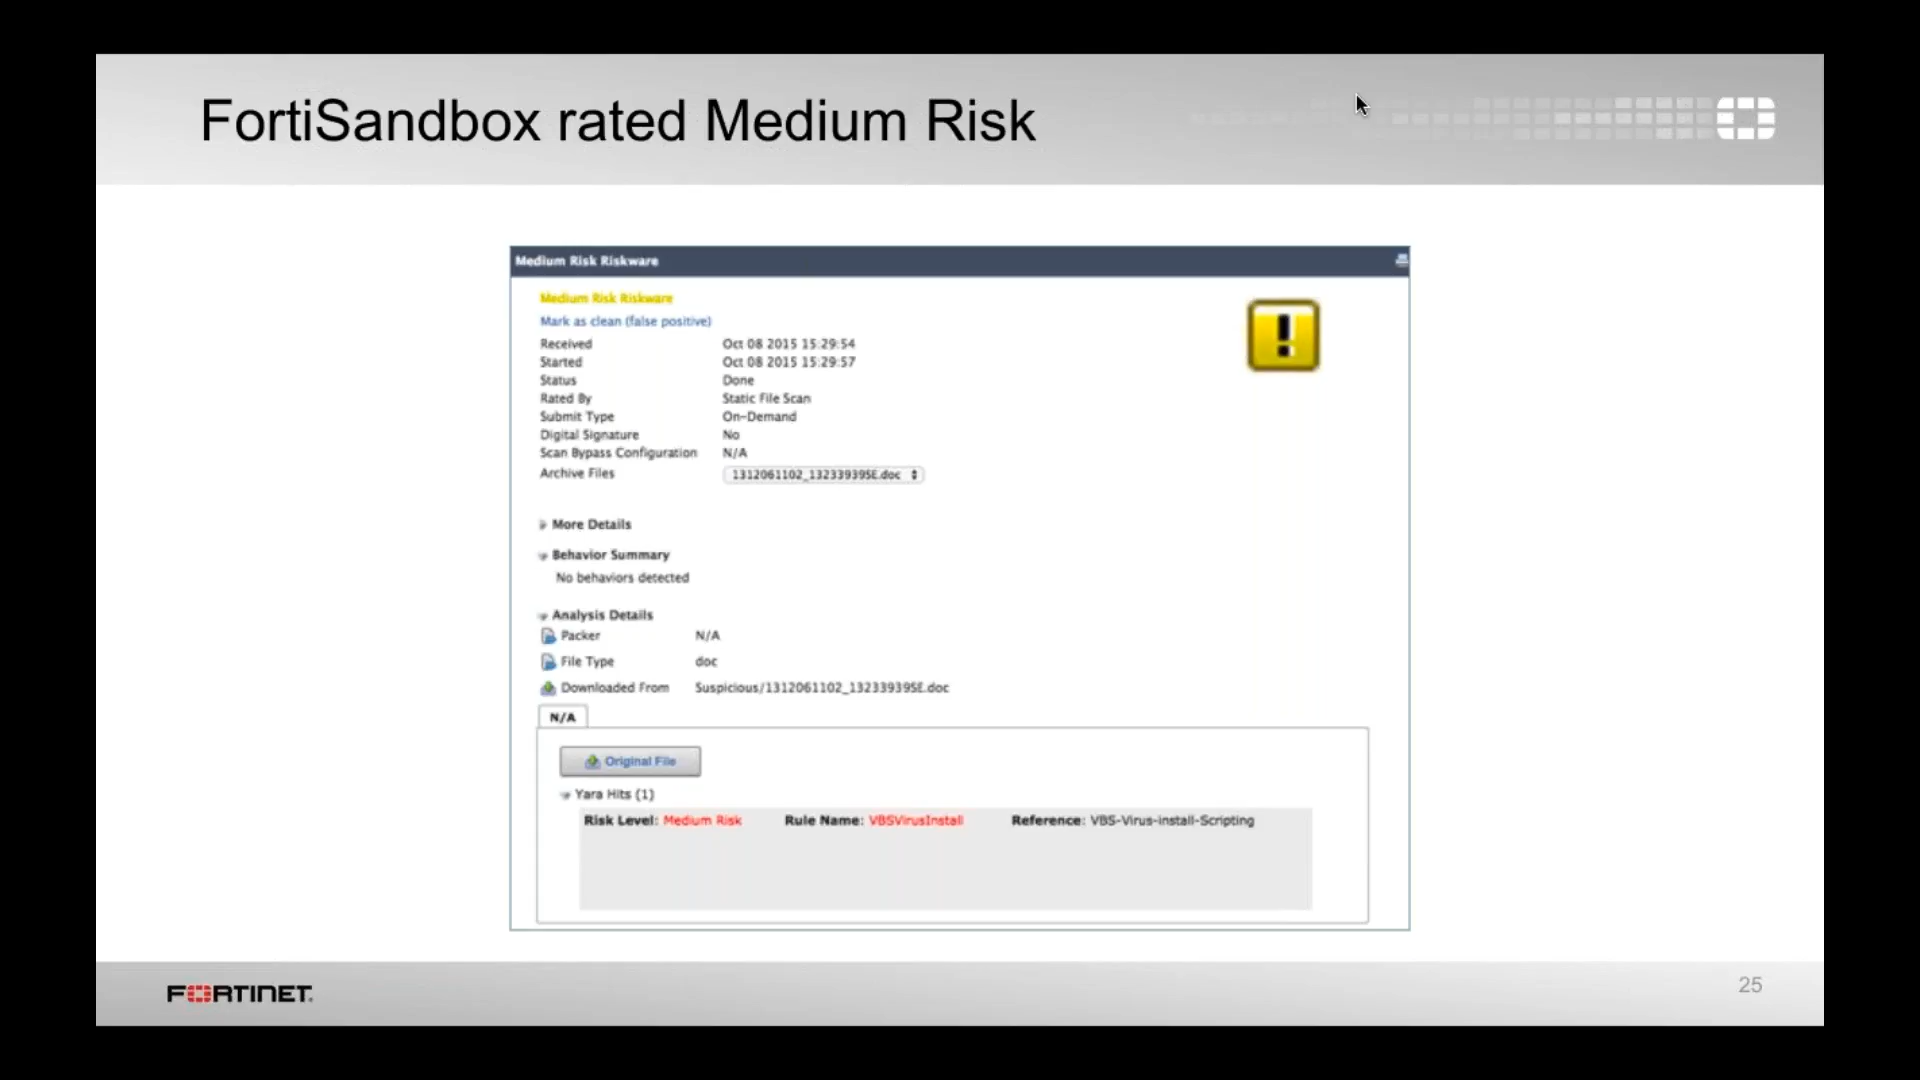 FortiSandbox rated Medium Risk
Medium Risk Riskware
Medium Risk Riskware
Mark as clean (false positive)
Received Oct 08 2015 15:29:54
Started Oct 08 2015 15:29:57
Status Done
Rated By Static File Scan
Submit Type On-Demand
Digital Signature No
Scan Bypass Configuration N/A
Archive Files 1312061102_13233939SE.doc
More Details
Behavior Summary
No behaviors detected
Analysis Details
Packer N/A
File Type doc
Downloaded From Suspicious/1312061102_13233939SE.doc
N/A
Original File
Yara Hits (1)
Risk Level: Medium Risk Rule Name: VBSVirusInstall Reference: VBS-Virus-install-Scripting
FORTINET
25